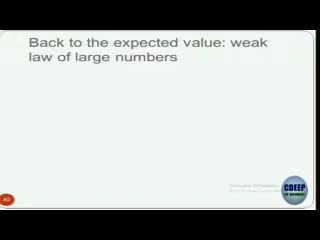 Back to the expected value: weak
law of large numbers
CDEEP
IIT BOMBAY